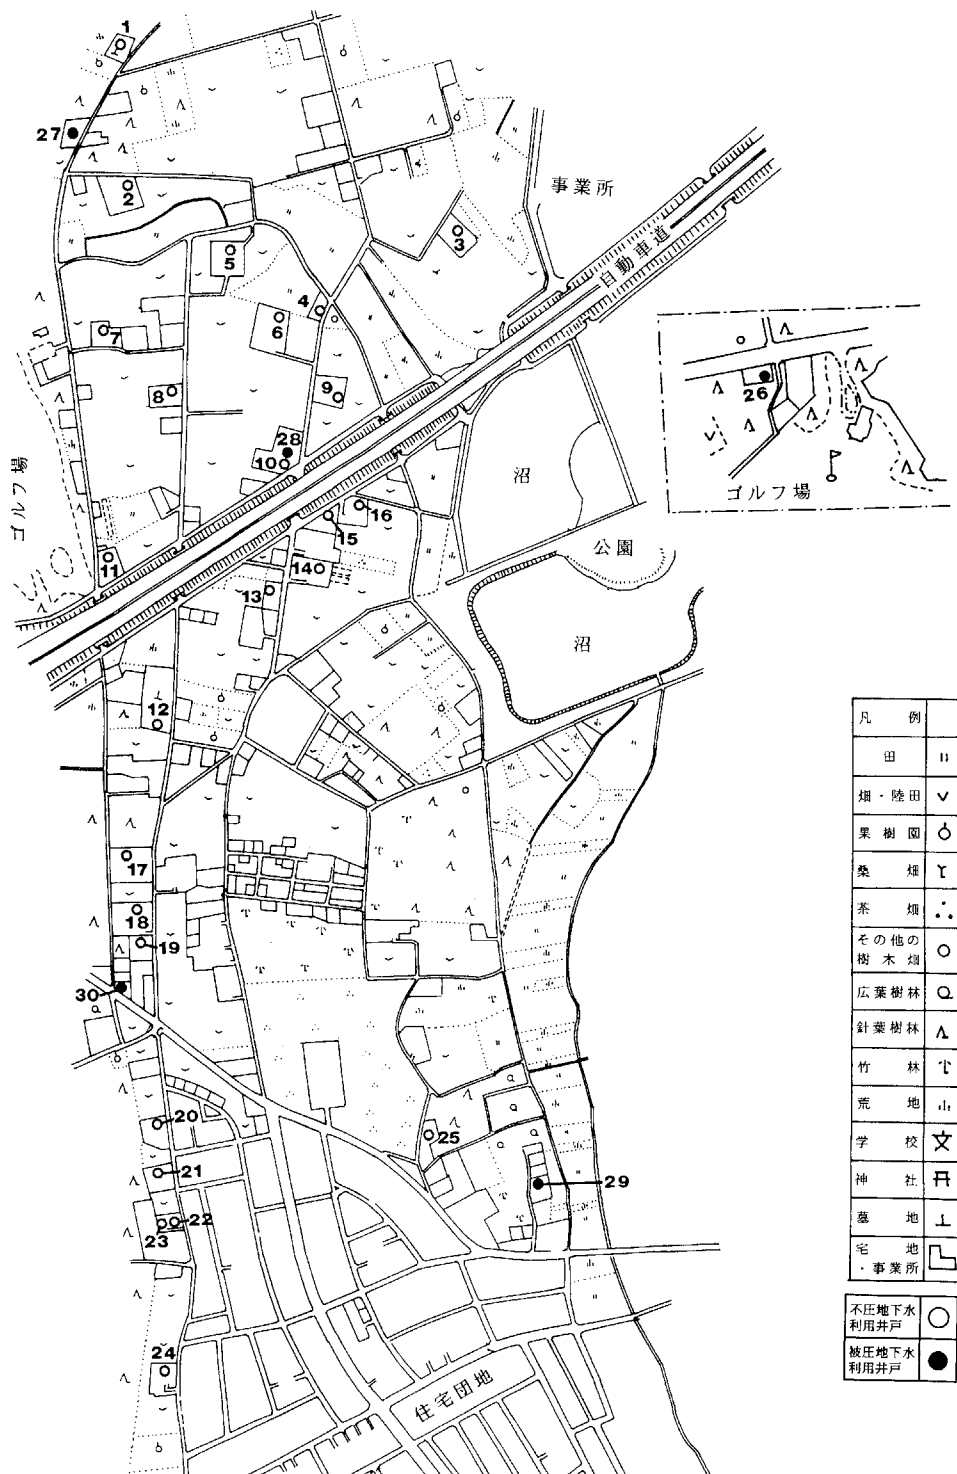 1
27
2
事業所
3
自動車道
5
4
6
7
8
9
28
10
26
ゴルフ場
ゴルフ場
沼
16
15
公園
11
14
13
沼
12
17
18
19
30
20
25
21
29
22
23
24
住宅団地
凡 例
田
畑・陸田
果樹園
桑 畑
茶 畑
その他の
樹木畑
広葉樹林
針葉樹林
竹 林
荒 地
学 校
神 社
墓 地
宅 地
・事業所
不圧地下水
利用井戸
被圧地下水
利用井戸